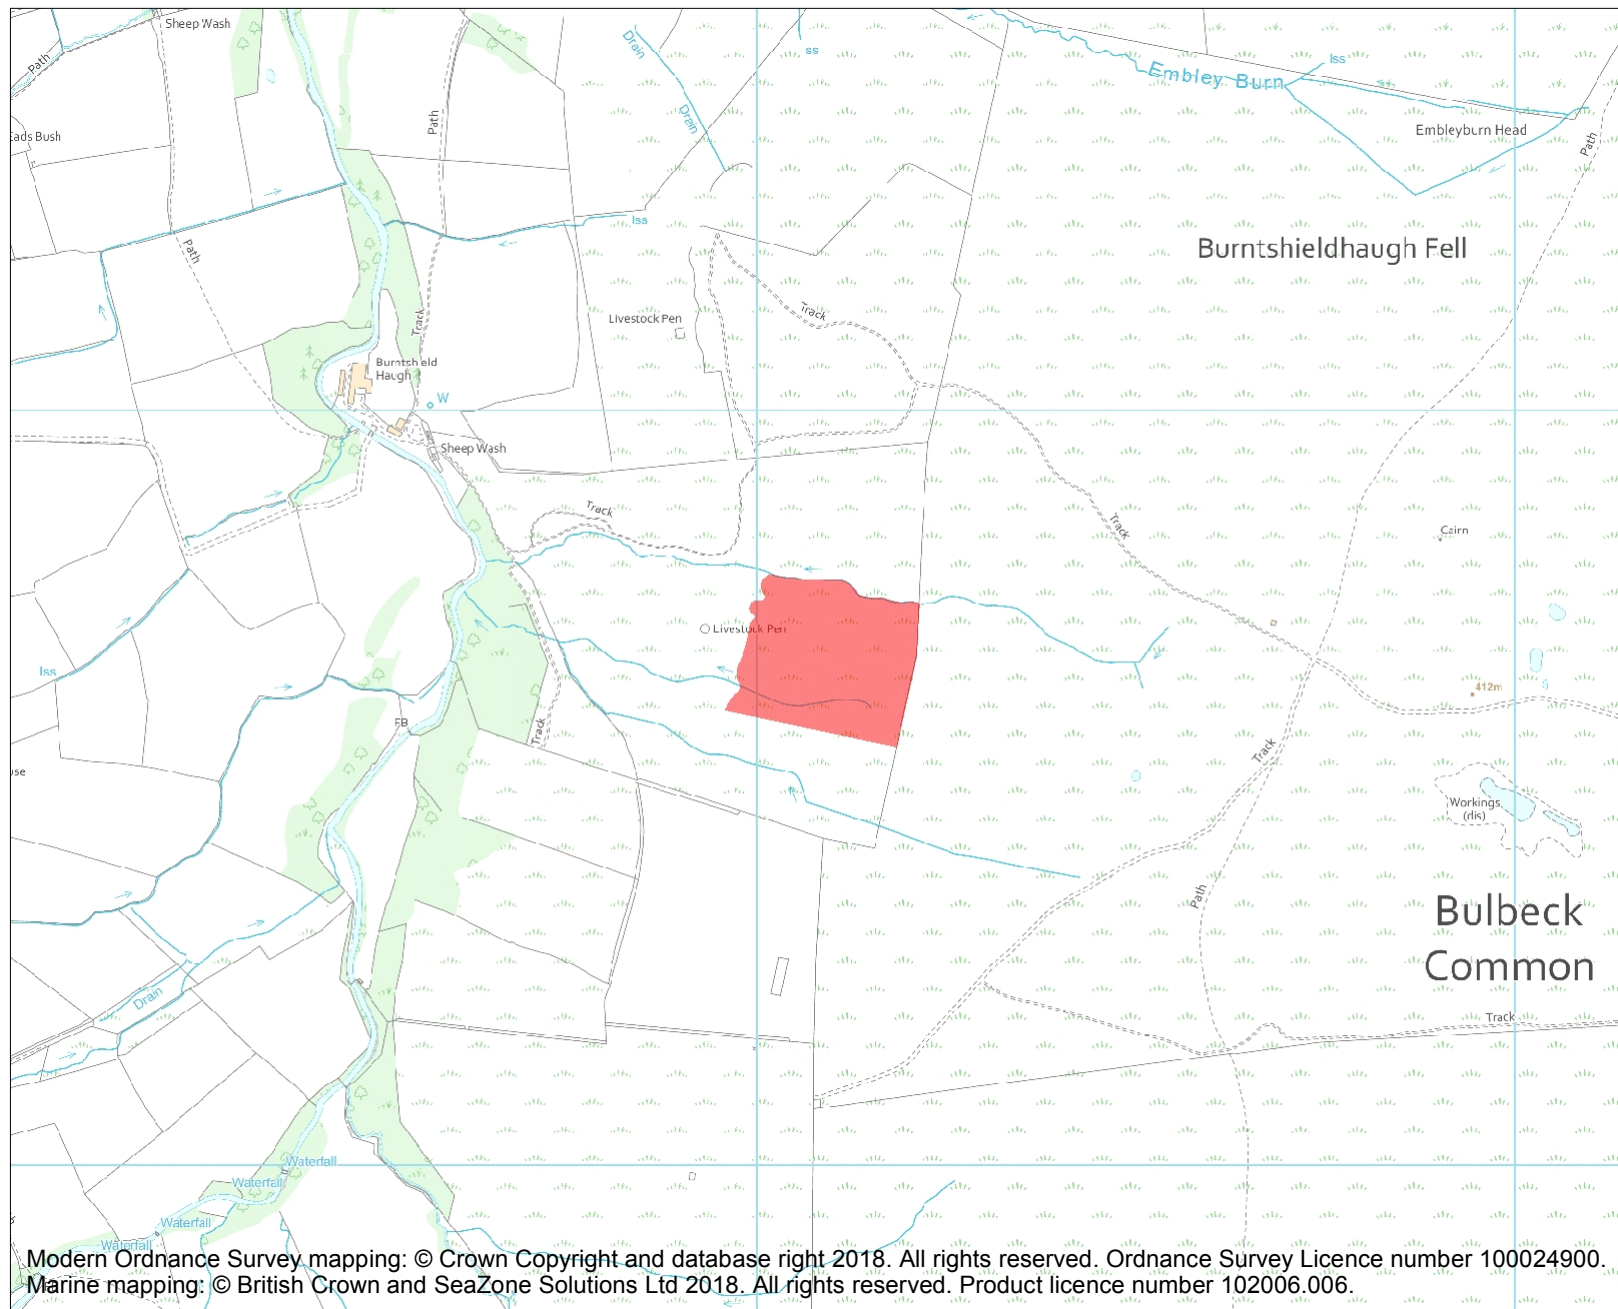 Sheep Wash
Path
Drain
ss
Embley Burn
Iss
Drain
Path
Embleyburn Head
Path
Eads Bush
Iss
Path
Burntshieldhaugh Fell
Track
Livestock Pen
Track
Burntshield
Haugh
W
Sheep Wash
Track
Track
Cairn
Livestock Pen
Iss
412m
FB
Track
Track
use
Workings
(dis)
Path
Bulbeck
Common
Drain
Track
Waterfall
Waterfall
Waterfall
Waterfall
Modern Ordnance Survey mapping: © Crown Copyright and database right 2018. All rights reserved. Ordnance Survey Licence number 100024900.
Marine mapping: © British Crown and SeaZone Solutions Ltd 2018. All rights reserved. Product licence number 102006.006.